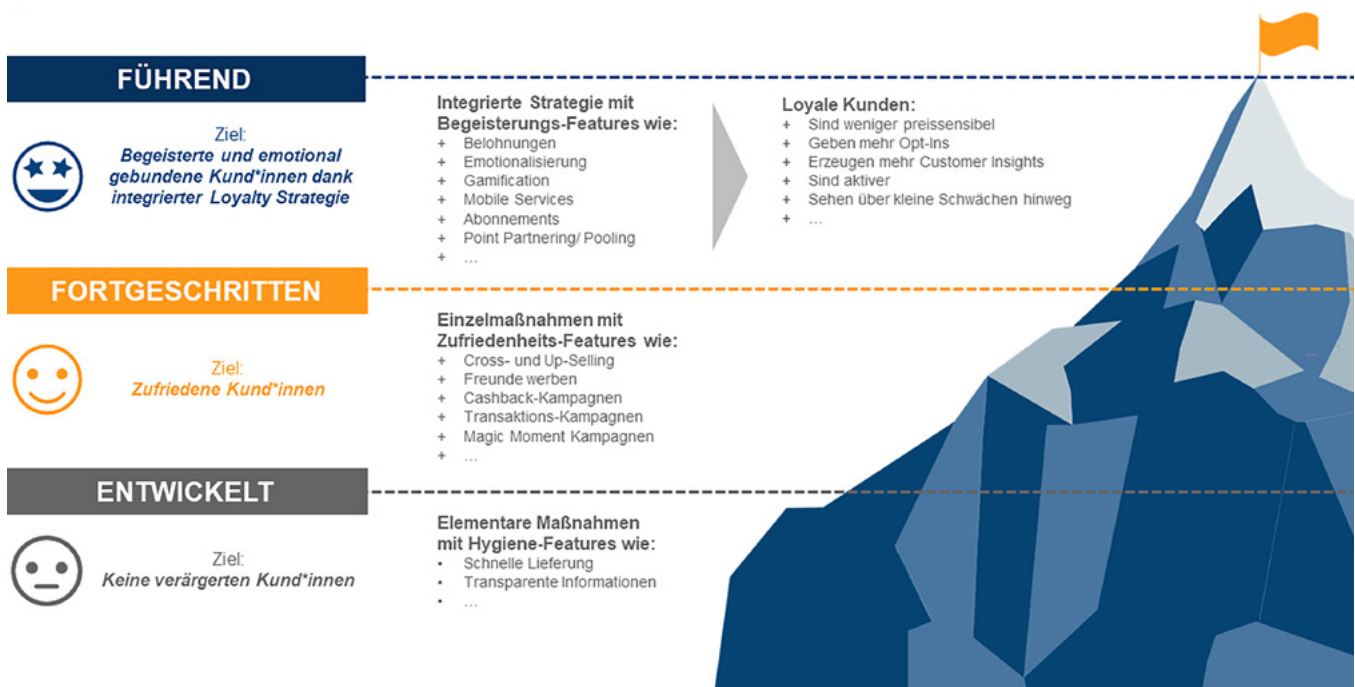 FÜHREND
Ziel:
Begeisterte und emotional
gebundene Kund*innen dank
integrierter Loyalty Strategie
Integrierte Strategie mit
Begeisterungs-Features wie:
+ Belohnungen
+ Emotionalisierung
+ Gamification
+ Mobile Services
+ Abonnements
+ Point Partnering/ Pooling
+ ...
Loyale Kunden:
+ Sind weniger preissensibel
+ Geben mehr Opt-Ins
+ Erzeugen mehr Customer Insights
+ Sind aktiver
+ Sehen über kleine Schwächen hinweg
+ ...
FORTGESCHRITTEN
Ziel:
Zufriedene Kund*innen
Einzelmaßnahmen mit
Zufriedenheits-Features wie:
+ Cross- und Up-Selling
+ Freunde werben
+ Cashback-Kampagnen
+ Transaktions-Kampagnen
+ Magic Moment Kampagnen
+ ...
ENTWICKELT
Ziel:
Keine verärgerten Kund*innen
Elementare Maßnahmen
mit Hygiene-Features wie:
• Schnelle Lieferung
• Transparente Informationen
• ...